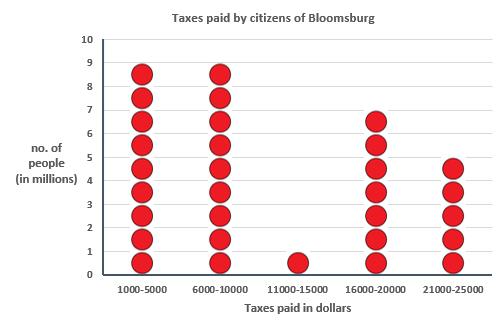 Taxes paid by citizens of Bloomsburg
10
9
8
7
6
5
4
3
2
1
0
no. of
people
(in millions)
1000-5000 6000-10000 11000-15000 16000-20000 21000-25000
Taxes paid in dollars